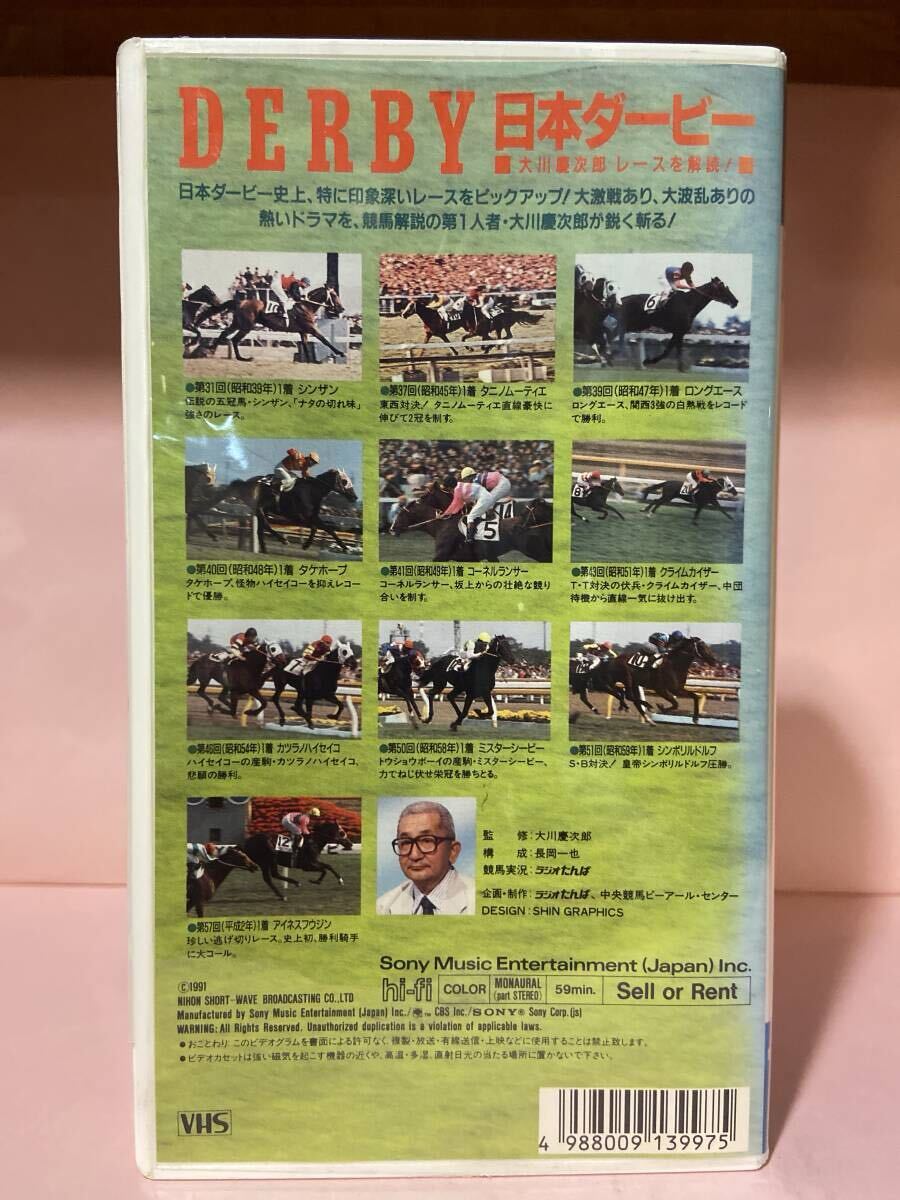 DERBY 日本ダービー
■大川慶次郎 レースを解読!■
日本ダービー史上、特に印象深いレースをピックアップ!大激戦あり、大波乱ありの
熱いドラマを、競馬解説の第1人者・大川慶次郎が鋭く斬る!
●第31回(昭和39年)1着 シンザン
伝説の五冠馬・シンザン、「ナタの切れ味」
強さのレース。
●第37回(昭和45年)1着 タニノムーティエ
東西対決!タニノムーティエ直線豪快に
伸びて2冠を制す。
●第39回(昭和47年)1着 ロングエース
ロングエース、関西3強の白熱戦をレコード
で勝利。
●第40回(昭和48年)1着 タケホープ
タケホープ、怪物ハイセイコーを抑えレコー
ドで優勝。
●第41回(昭和49年)1着 コーネルランサー
コーネルランサー、坂上からの壮絶な競り
合いを制す。
●第43回(昭和51年)1着 クライムカイザー
T・T対決の伏兵・クライムカイザー、中団
待機から直線一気に抜け出す。
●第46回(昭和54年)1着 カツラノハイセイコ
ハイセイコーの産駒・カツラノハイセイコ、
悲願の勝利。
●第50回(昭和58年)1着 ミスターシービー
トウショウボーイの産駒・ミスターシービー、
力でねじ伏せ栄冠を勝ちとる。
●第51回(昭和59年)1着 シンボリルドルフ
S・B対決!皇帝シンボリルドルフ圧勝。
●第57回(平成2年)1着 アイネスフウジン
珍しい逃げ切りレース。史上初、勝利騎手
に大コール。
監 修:大川慶次郎
構 成:長岡一也
競馬実況:ラジオたんぱ
企画・制作:ラジオたんぱ、中央競馬ピーアール・センター
DESIGN:SHIN GRAPHICS
Sony Music Entertainment (Japan) Inc.
hi-fi COLOR MONAURAL (part STEREO) 59min. Sell or Rent
©1991
NIHON SHORT-WAVE BROADCASTING CO.,LTD
Manufactured by Sony Music Entertainment (Japan) Inc./™ CBS Inc./SONY® Sony Corp.(js)
WARNING: All Rights Reserved. Unauthorized duplication is a violation of applicable laws.
●おことわり:このビデオグラムを書面による許可なく、複製・放送・有線送信・上映などに使用することは禁止致します。
●ビデオカセットは強い磁気を起こす機器の近くや、高温・多湿、直射日光の当たる場所に置かないで下さい。
VHS
4 988009 139975